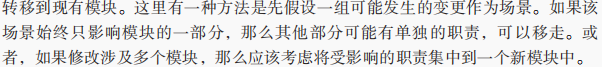 转移到现有模块。这里有一种方法是先假设一组可能发生的变更作为场景。如果该
场景始终只影响模块的一部分，那么其他部分可能有单独的职责，可以移走。或
者，如果修改涉及多个模块，那么应该考虑将受影响的职责集中到一个新模块中。